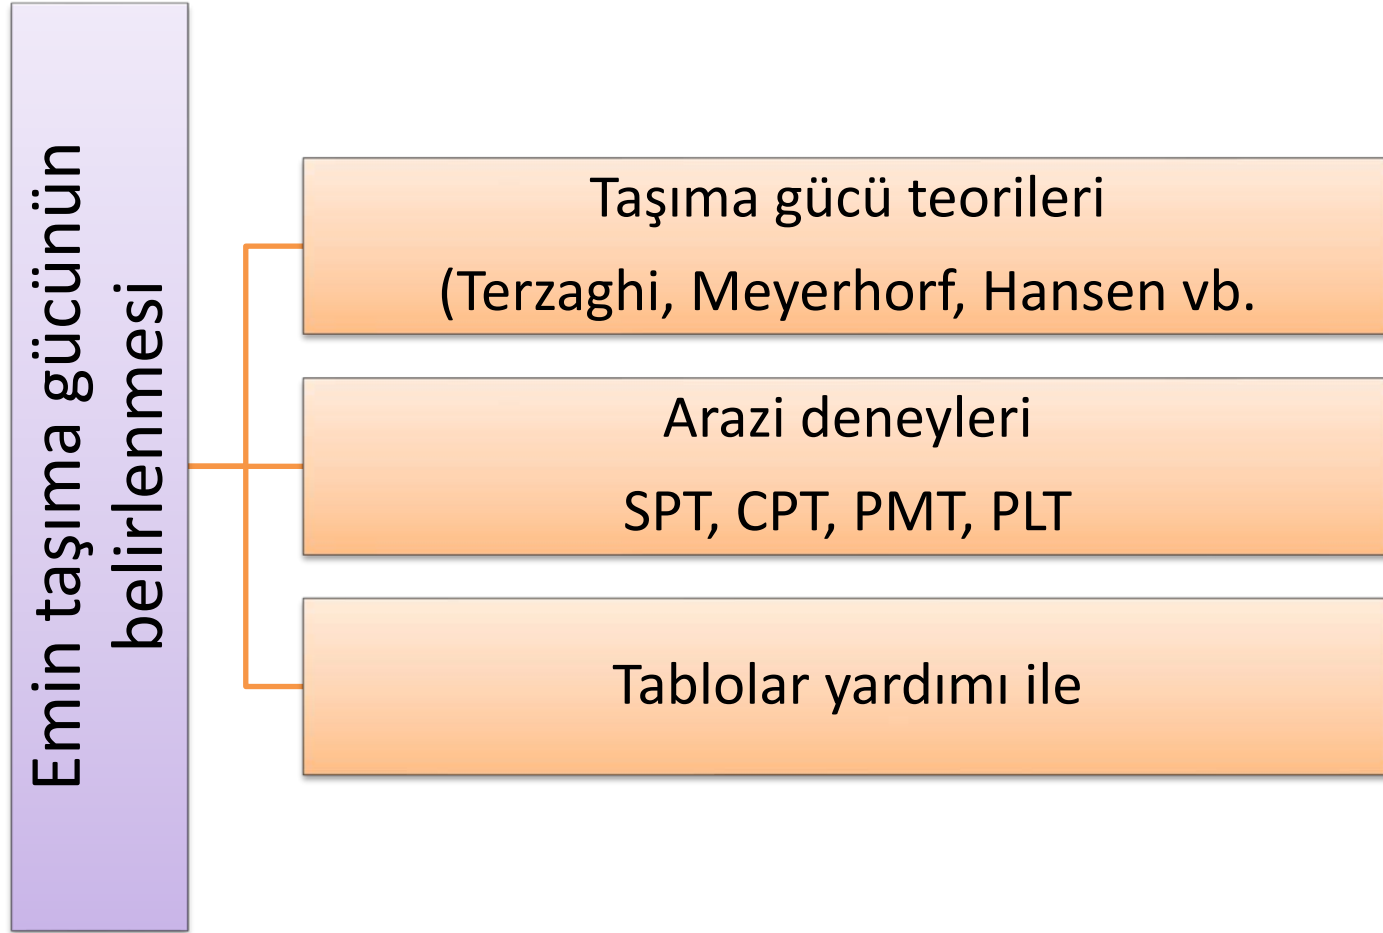 Emin taşıma gücünün
belirlenmesi
Taşıma gücü teorileri
(Terzaghi, Meyerhorf, Hansen vb.
Arazi deneyleri
SPT, CPT, PMT, PLT
Tablolar yardımı ile